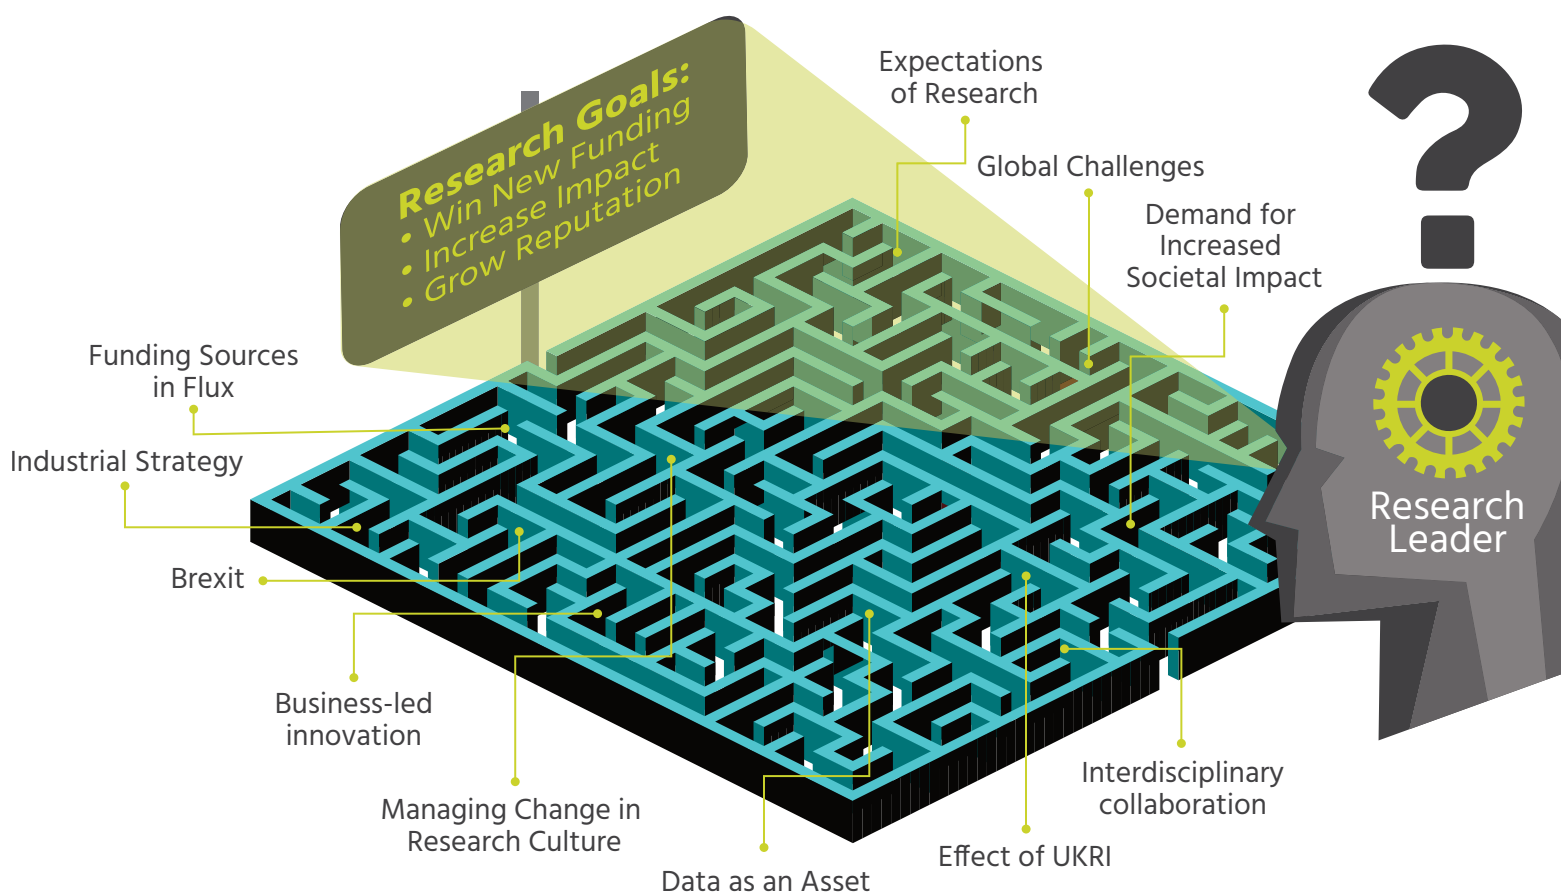 Research Goals:
• Win New Funding
• Increase Impact
• Grow Reputation
Expectations
of Research
Global Challenges
Demand for
Increased
Societal Impact
Funding Sources
in Flux
Industrial Strategy
Brexit
Business-led
innovation
Managing Change in
Research Culture
Data as an Asset
Effect of UKRI
Interdisciplinary
collaboration
?
Research
Leader